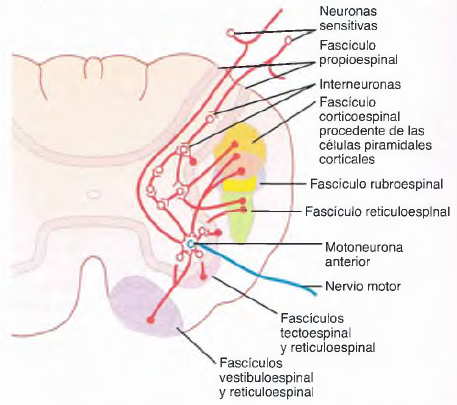 Neuronas
sensitivas
Fascículo
propioespinal
Interneuronas
Fascículo
corticoespinal
procedente de las
células piramidales
corticales
Fascículo rubroespinal
Fascículo reticuloespinal
Motoneurona
anterior
Nervio motor
Fascículos
tectoespinal
y reticuloespinal
Fascículos
vestibuloespinal
y reticuloespinal